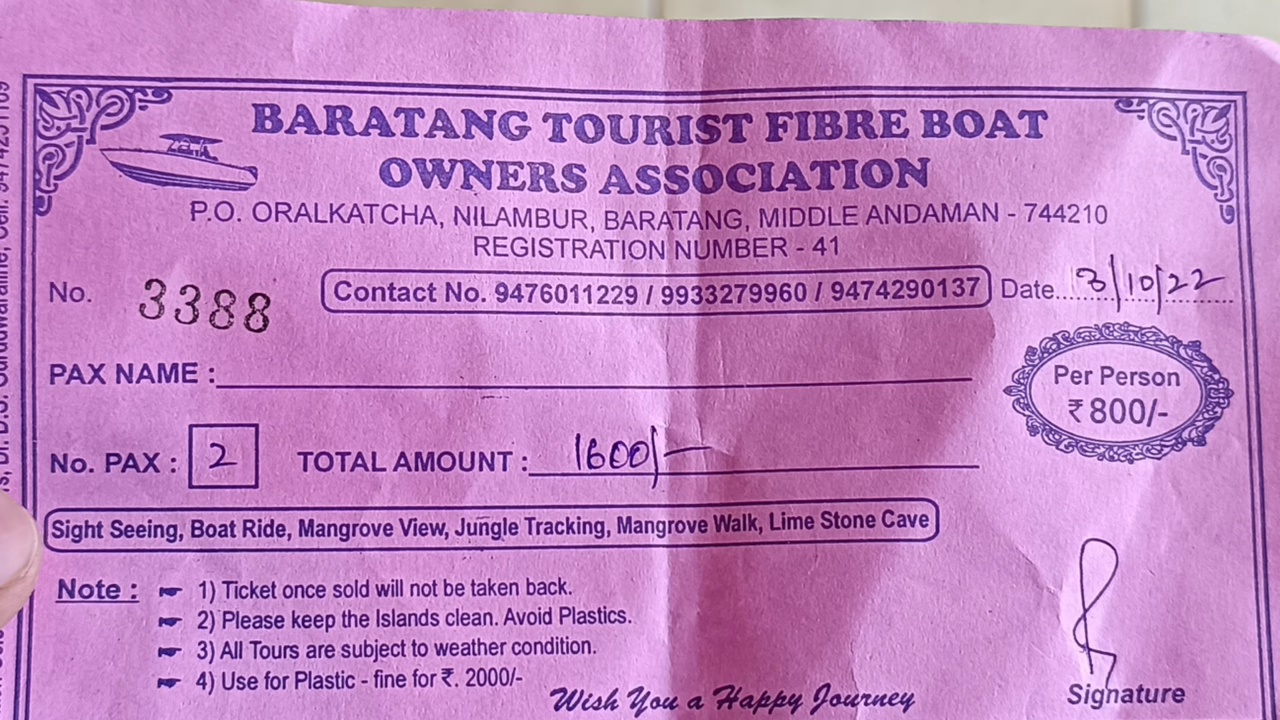 BARATANG TOURIST FIBRE BOAT
OWNERS ASSOCIATION
P.O. ORALKATCHA, NILAMBUR, BARATANG, MIDDLE ANDAMAN - 744210
REGISTRATION NUMBER - 41
No. 3388 Contact No. 9476011229 / 9933279960 / 9474290137 Date.....3/10/22
PAX NAME :
Per Person
₹ 800/-
No. PAX : 2 TOTAL AMOUNT : 1600/-
Sight Seeing, Boat Ride, Mangrove View, Jungle Tracking, Mangrove Walk, Lime Stone Cave
Note : 1) Ticket once sold will not be taken back.
2) Please keep the Islands clean. Avoid Plastics.
3) All Tours are subject to weather condition.
4) Use for Plastic - fine for ₹. 2000/-
Wish You a Happy Journey
Signature